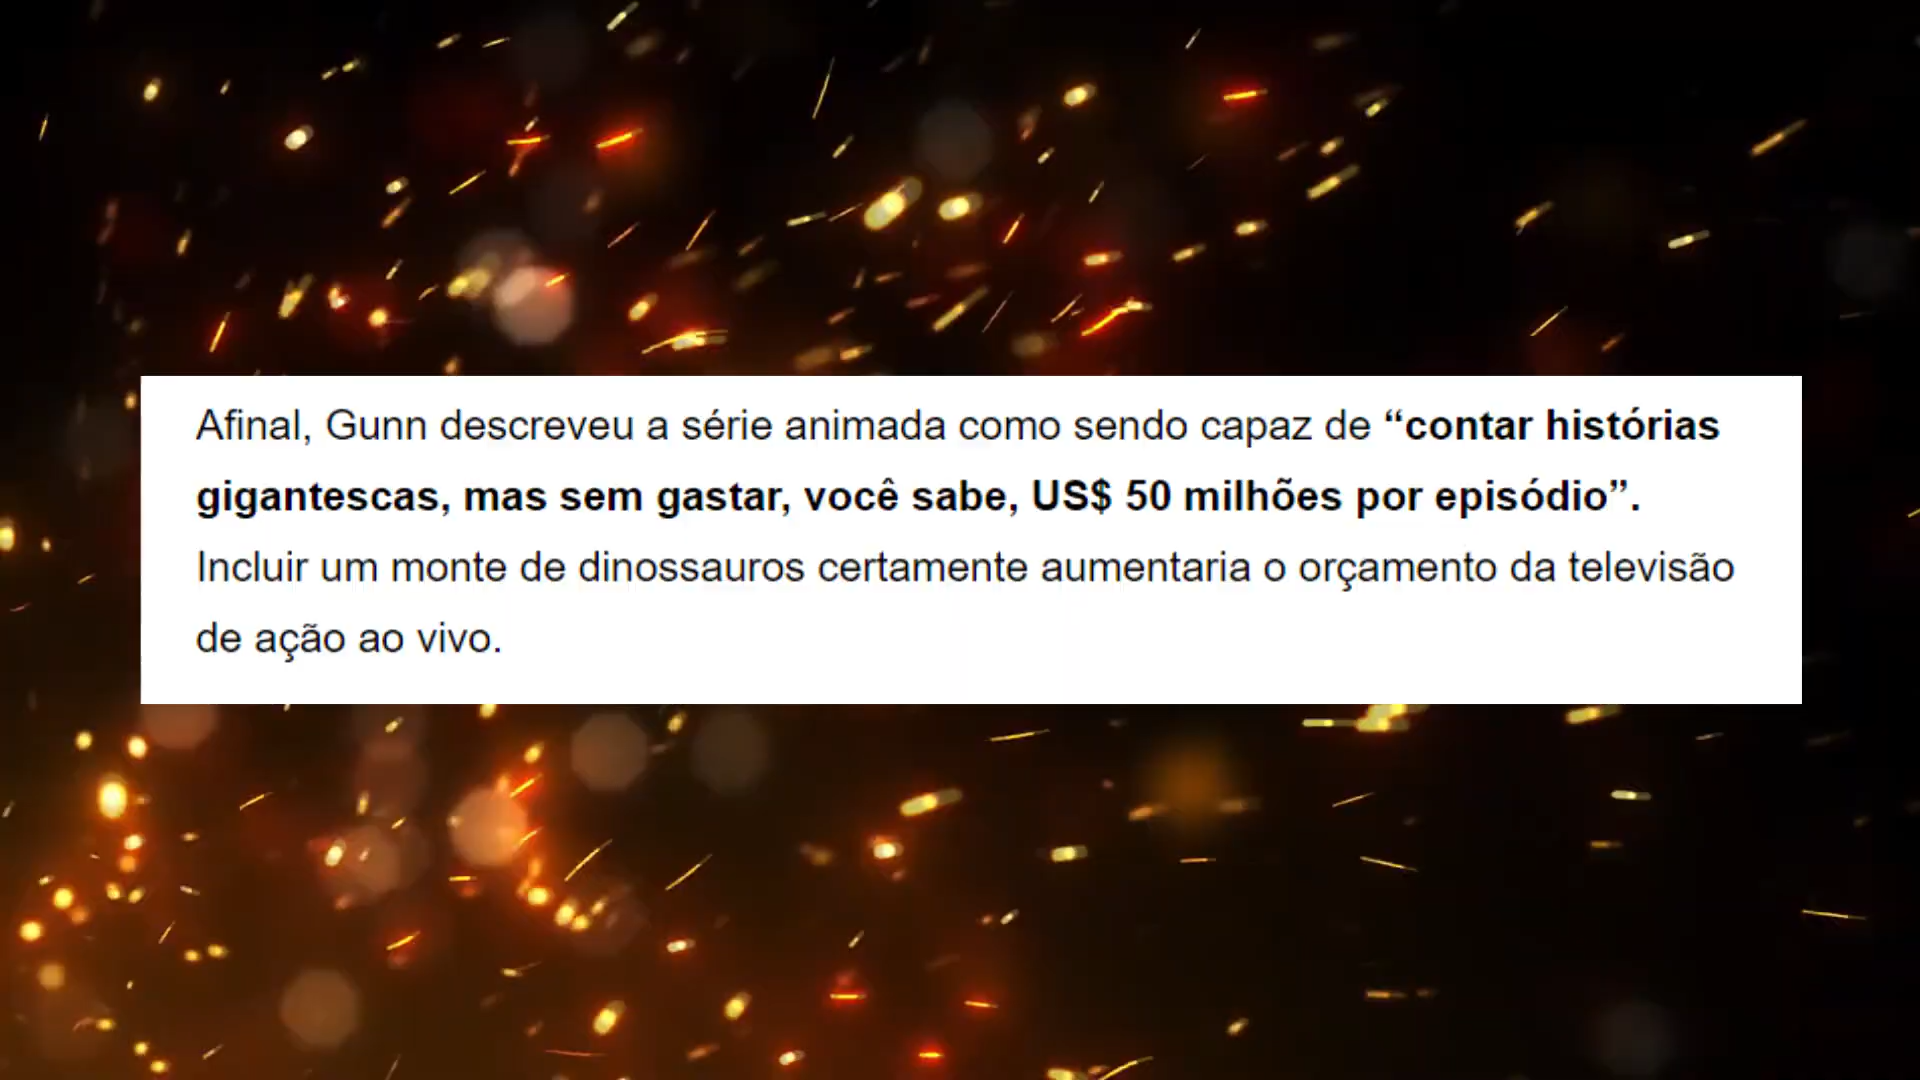 Afinal, Gunn descreveu a série animada como sendo capaz de “contar histórias
gigantescas, mas sem gastar, você sabe, US$ 50 milhões por episódio”.
Incluir um monte de dinossauros certamente aumentaria o orçamento da televisão
de ação ao vivo.